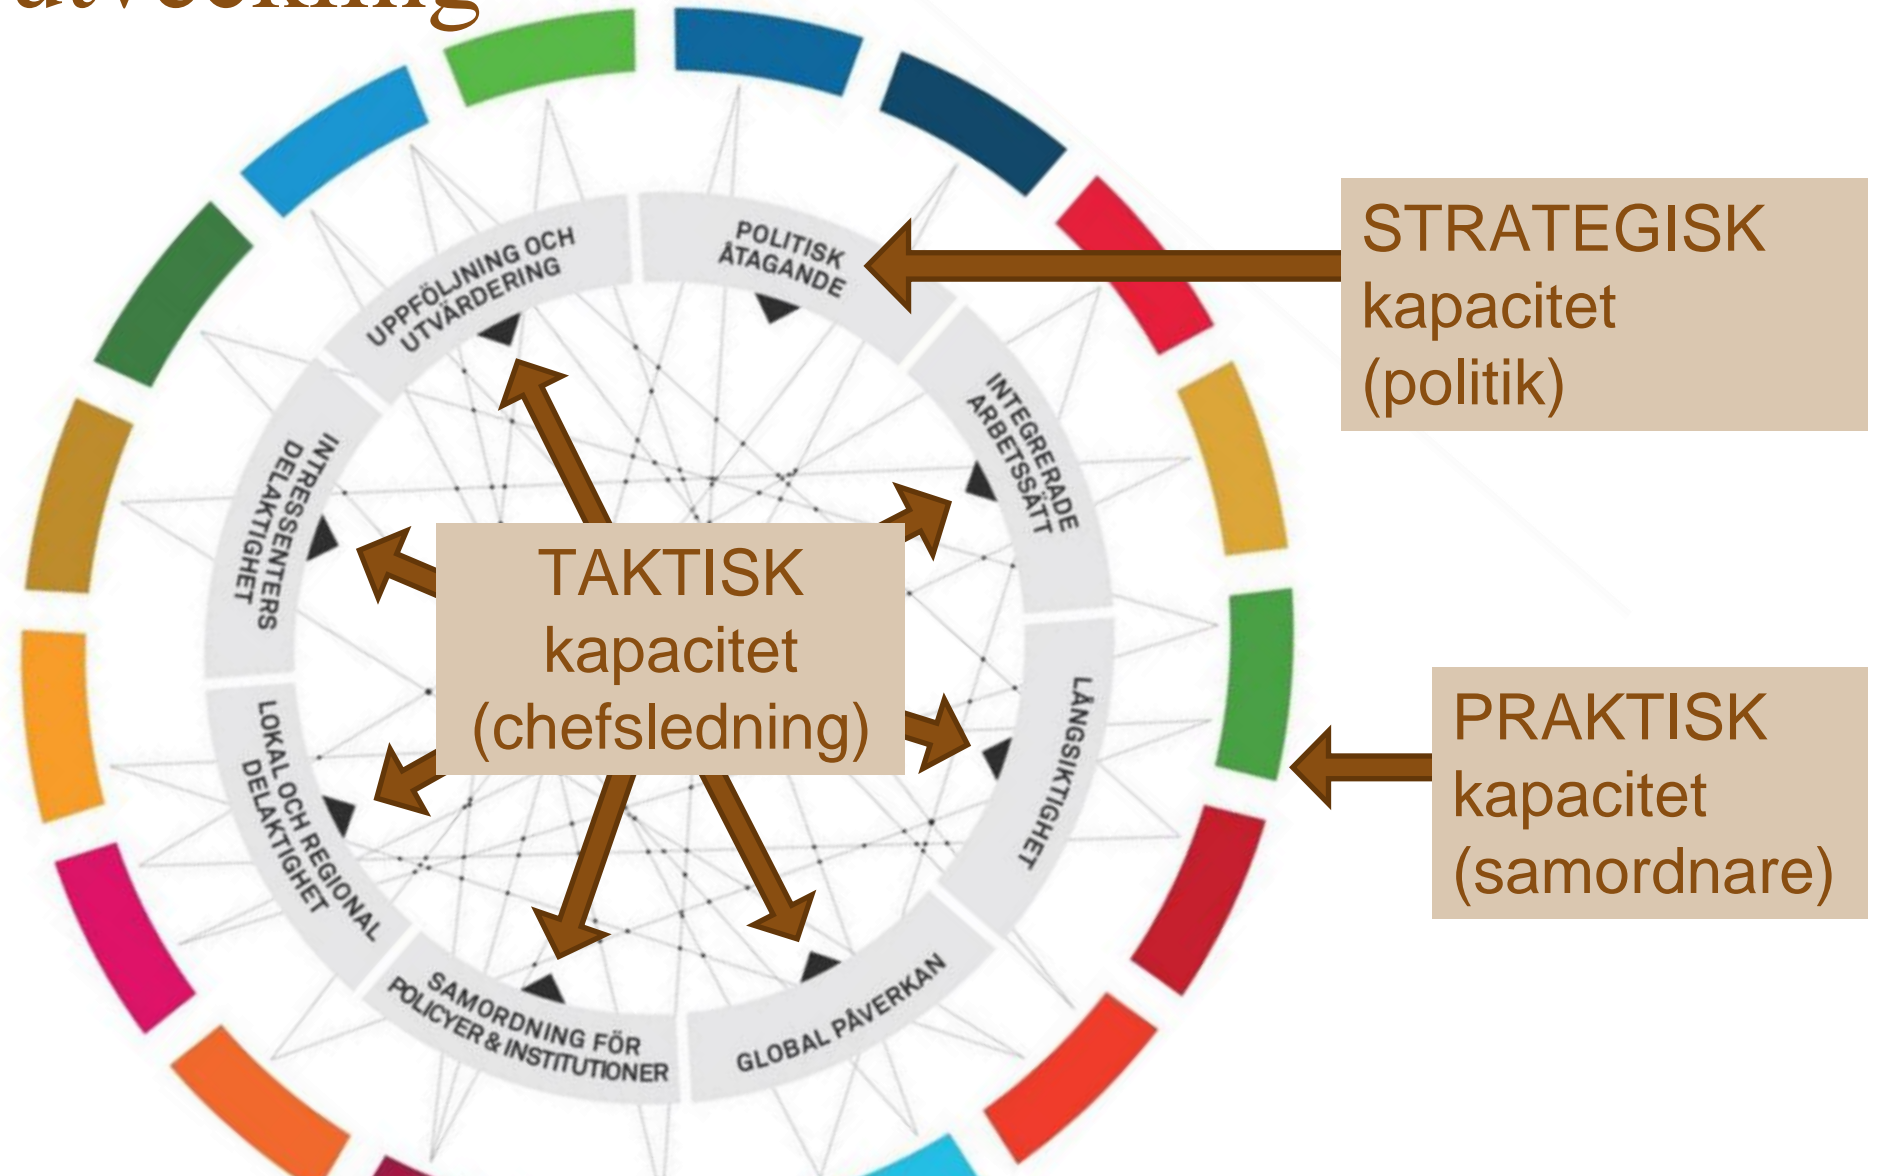 utveckling
POLITISK
ÅTAGANDE
INTEGRERADE
ARBETSSÄTT
LÅNGSIKTIGHET
GLOBAL PÅVERKAN
SAMORDNING FÖR
POLICYER & INSTITUTIONER
LOKAL OCH REGIONAL
DELAKTIGHET
INTRESSENTERS
DELAKTIGHET
UPPFÖLJNING OCH
UTVÄRDERING
STRATEGISK
kapacitet
(politik)
TAKTISK
kapacitet
(chefsledning)
PRAKTISK
kapacitet
(samordnare)